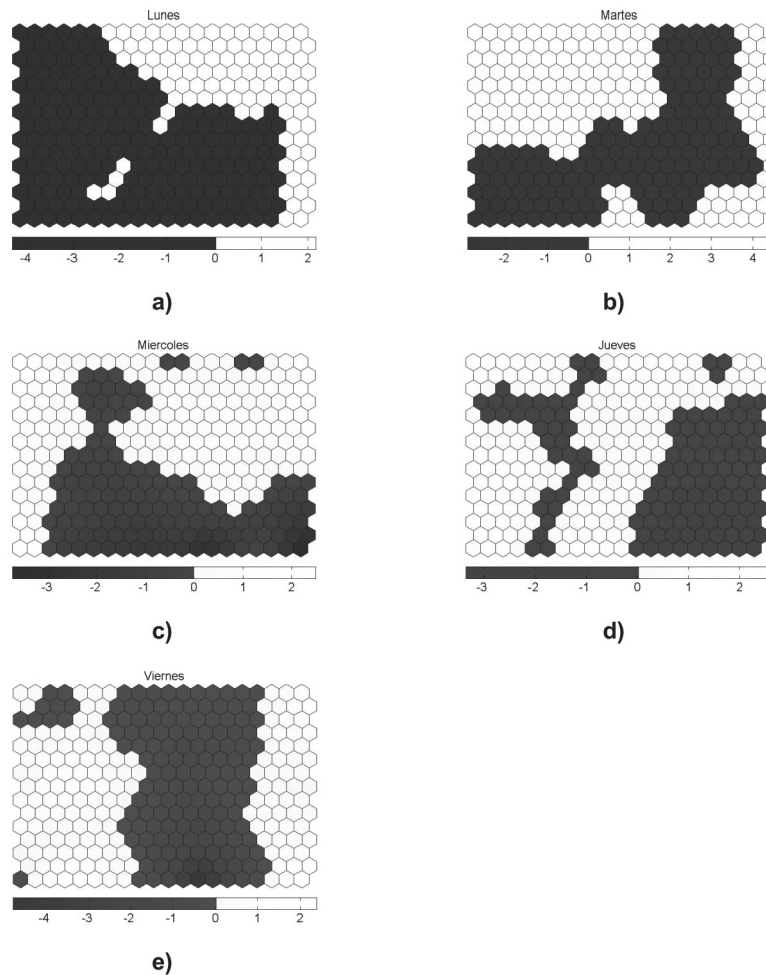 Lunes
Martes
-4 -3 -2 -1 0 1 2
-2 -1 0 1 2 3 4
a)
b)
Miercoles
Jueves
-3 -2 -1 0 1 2
-3 -2 -1 0 1 2
c)
d)
Viernes
-4 -3 -2 -1 0 1 2
e)